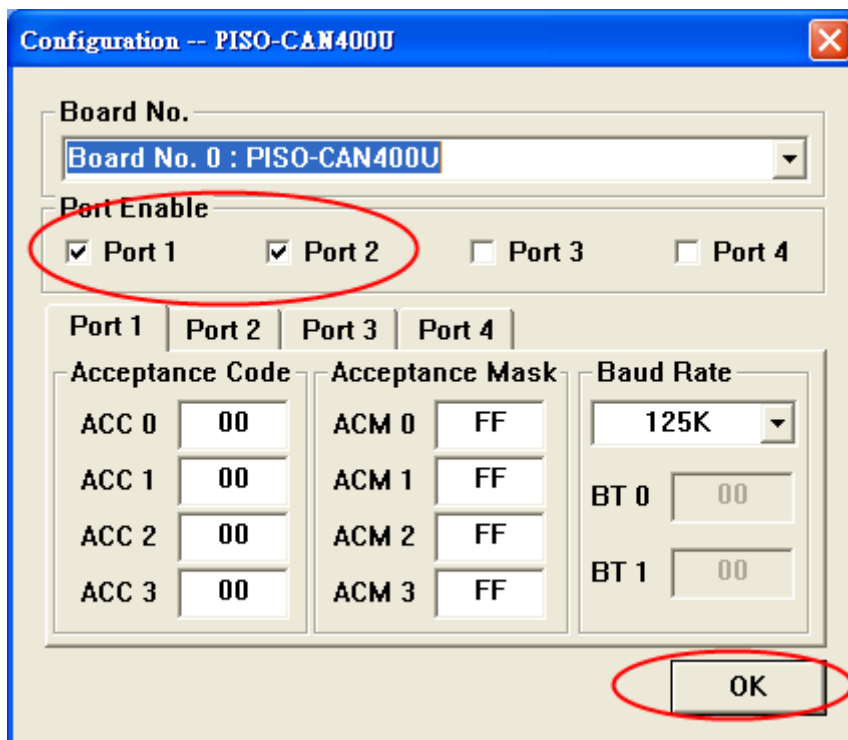 Configuration -- PISO-CAN400U
Board No.
Board No. 0 : PISO-CAN400U
Port Enable
Port 1 Port 2 Port 3 Port 4
Port 1 Port 2 Port 3 Port 4
Acceptance Code Acceptance Mask Baud Rate
ACC 0 00 ACM 0 FF 125K
ACC 1 00 ACM 1 FF BT 0 00
ACC 2 00 ACM 2 FF BT 1 00
ACC 3 00 ACM 3 FF
OK